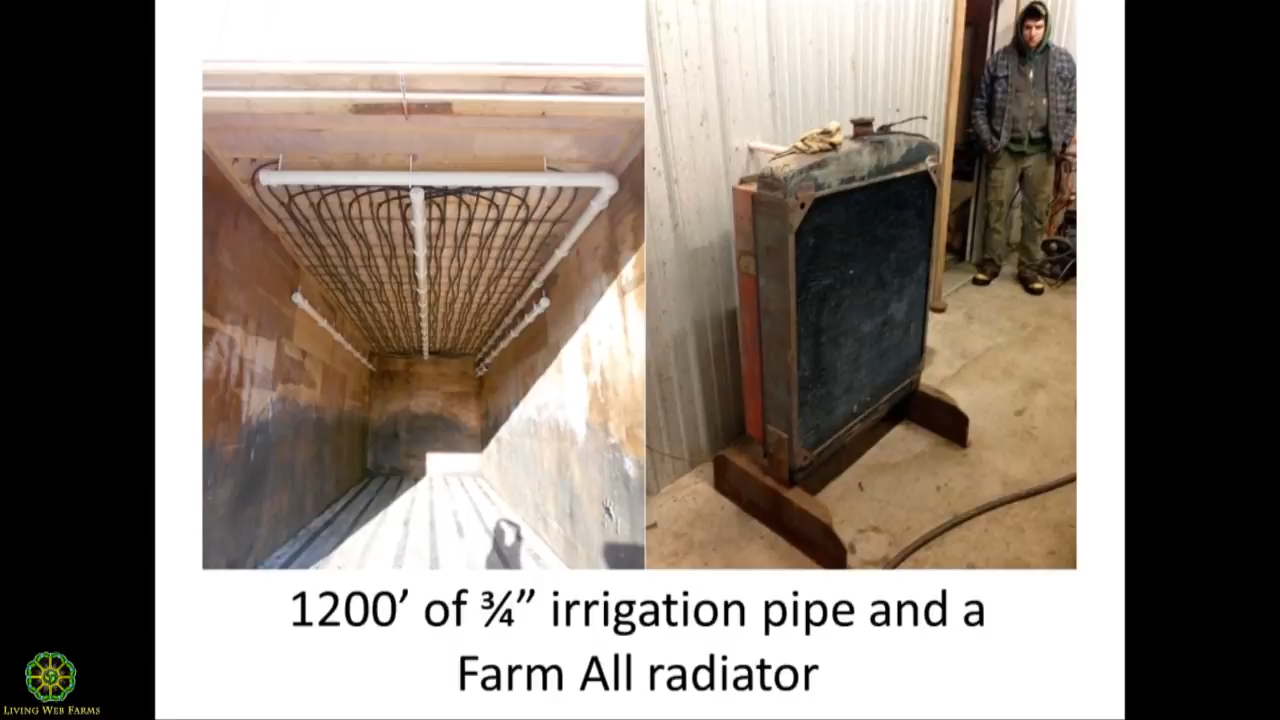 1200’ of ¾” irrigation pipe and a
Farm All radiator
LIVING WEB FARMS